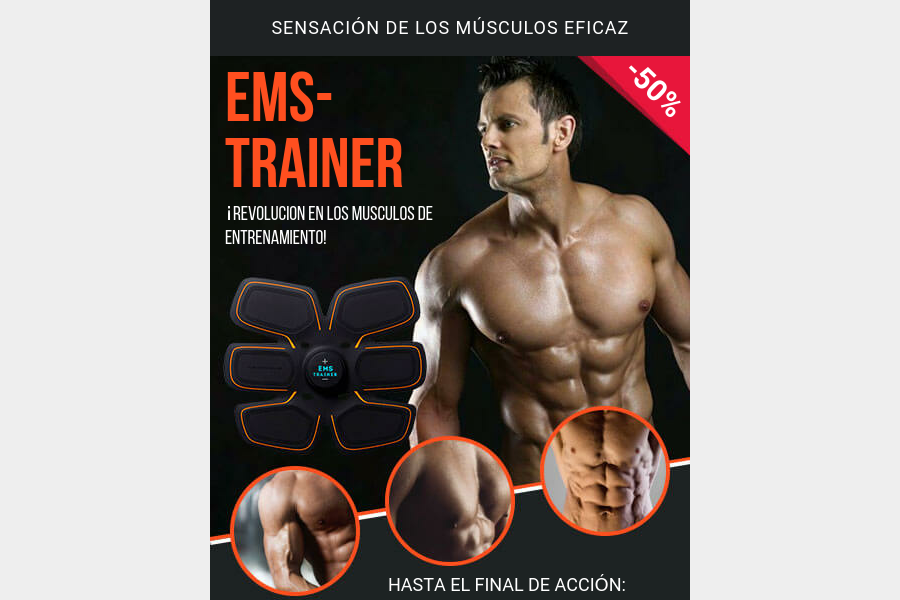 SENSACIÓN DE LOS MÚSCULOS EFICAZ
-50%
EMS-
TRAINER
¡REVOLUCION EN LOS MUSCULOS DE
ENTRENAMIENTO!
+
EMS
TRAINER
−
HASTA EL FINAL DE ACCIÓN: